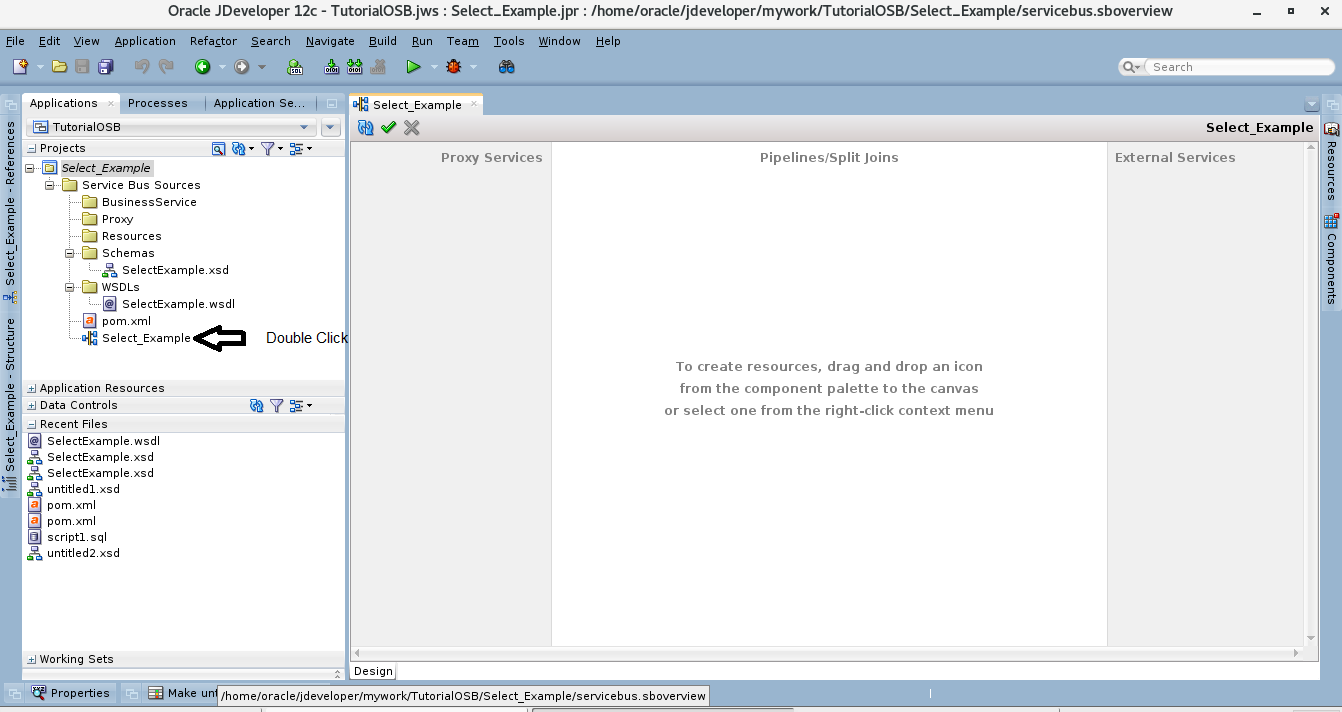 Oracle JDeveloper 12c - TutorialOSB.jws : Select_Example.jpr : /home/oracle/jdeveloper/mywork/TutorialOSB/Select_Example/servicebus.sboverview
File Edit View Application Refactor Search Navigate Build Run Team Tools Window Help
Search
Applications Processes Application Se...
Select_Example
TutorialOSB
Select_Example
Projects
Proxy Services Pipelines/Split Joins External Services
Select_Example
Service Bus Sources
BusinessService
Proxy
Resources
Schemas
SelectExample.xsd
WSDLs
SelectExample.wsdl
pom.xml
Select_Example Double Click
To create resources, drag and drop an icon
from the component palette to the canvas
or select one from the right-click context menu
Application Resources
Data Controls
Recent Files
SelectExample.wsdl
SelectExample.xsd
SelectExample.xsd
untitled1.xsd
pom.xml
pom.xml
script1.sql
untitled2.xsd
Working Sets
Design
Properties
Make unt
/home/oracle/jdeveloper/mywork/TutorialOSB/Select_Example/servicebus.sboverview
Select_Example - References
Select_Example - Structure
Resources
Components